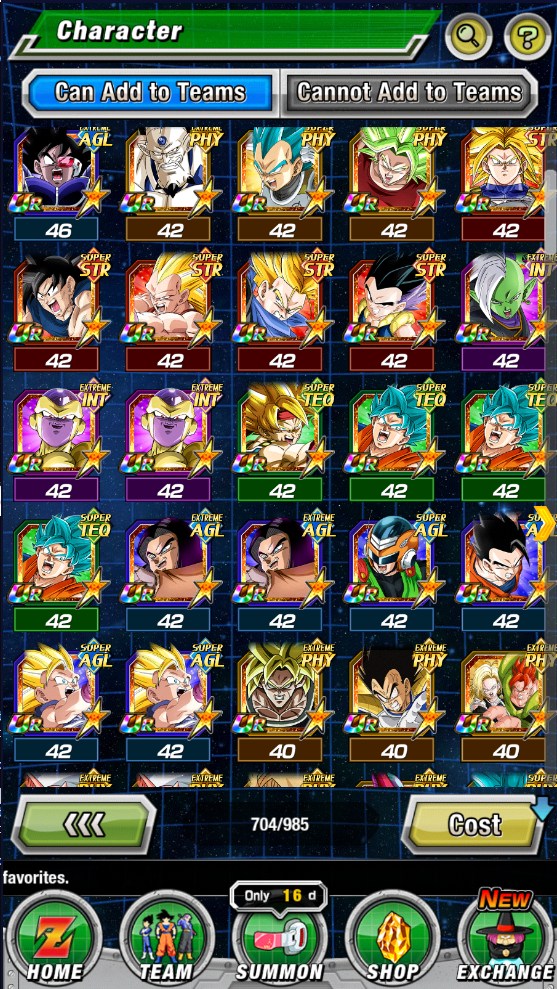 Character
Can Add to Teams
Cannot Add to Teams
EXTREME AGL
EXTREME PHY
SUPER PHY
SUPER PHY
SUPER STR
UR UR UR UR UR
46 42 42 42 42
SUPER STR
SUPER STR
SUPER STR
SUPER STR
EXTREME INT
UR UR UR UR UR
42 42 42 42 42
EXTREME INT
EXTREME INT
SUPER TEQ
SUPER TEQ
SUPER TEQ
UR UR UR UR UR
42 42 42 42 42
SUPER TEQ
EXTREME AGL
EXTREME AGL
SUPER AGL
SUPER AGL
UR UR UR UR UR
42 42 42 42 42
SUPER AGL
SUPER AGL
EXTREME PHY
EXTREME PHY
EXTREME PHY
UR UR UR UR UR
42 42 40 40 40
704/985
Cost
favorites.
Only 16 d
NEW
HOME
TEAM
SUMMON
SHOP
EXCHANGE